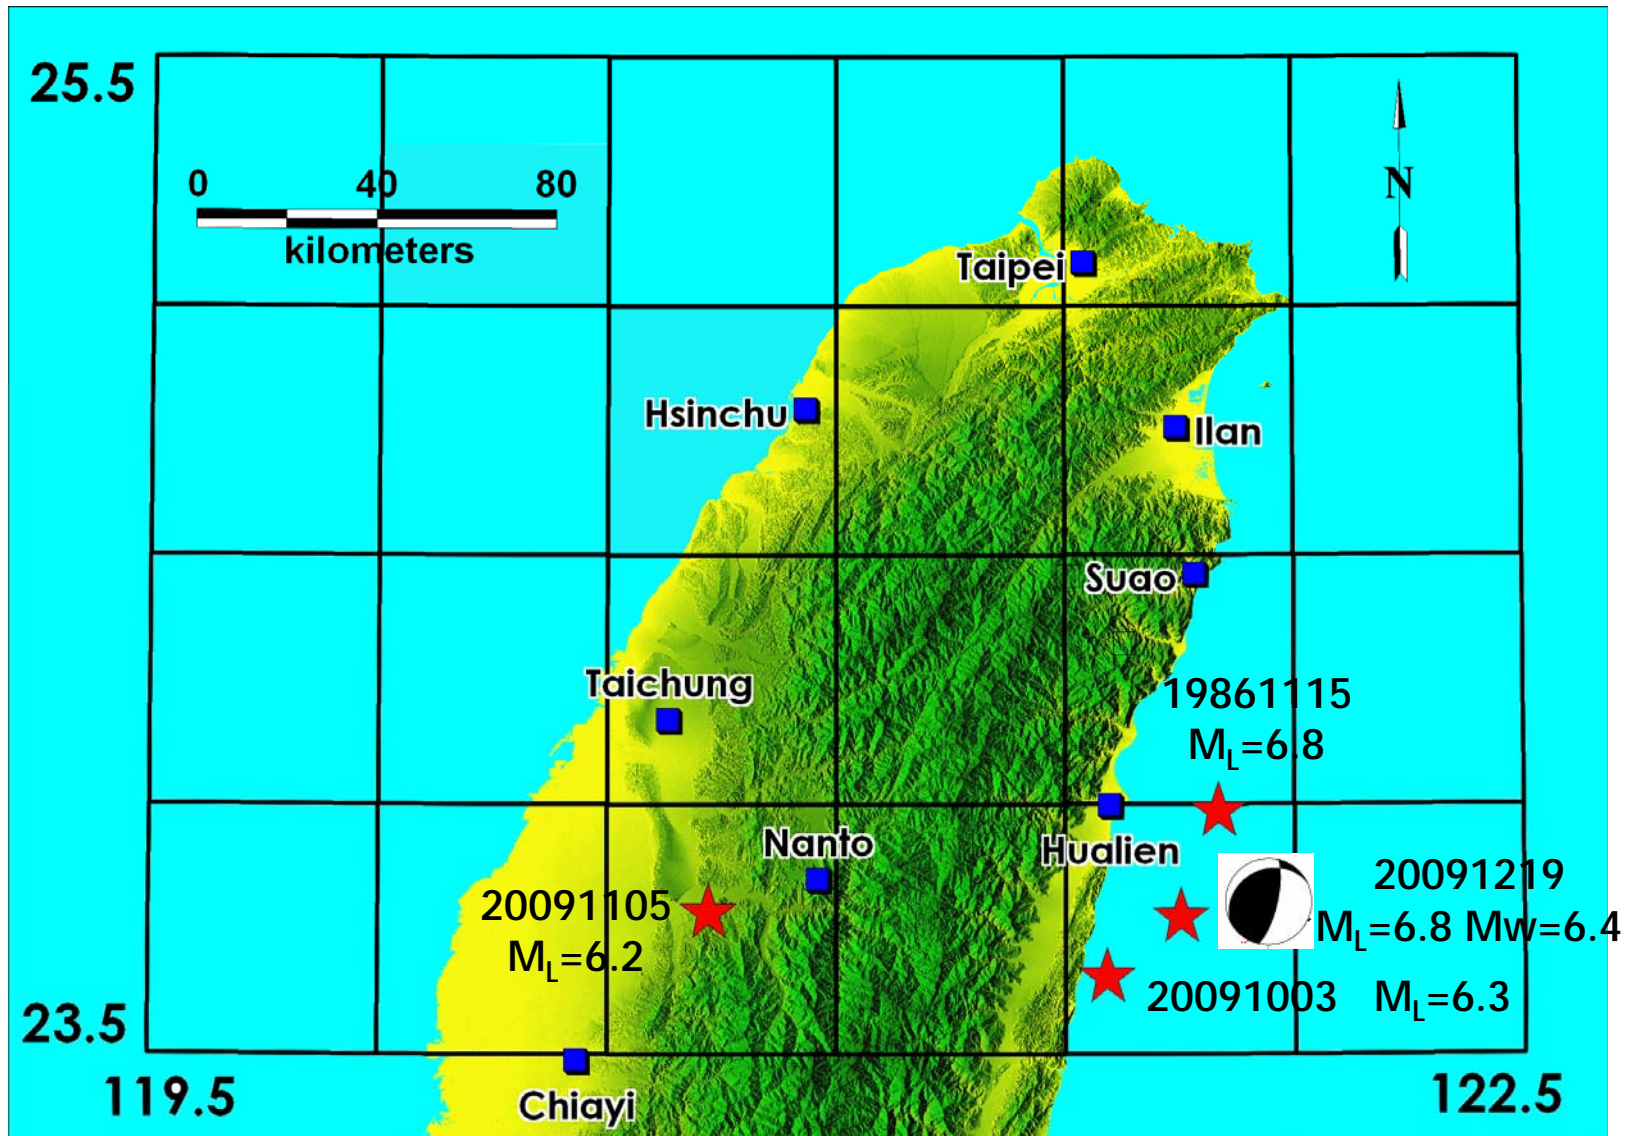 25.5
0 40 80
kilometers
N
Taipei
Hsinchu
Ilan
Suao
Taichung
19861115
ML=6.8
Nanto
Hualien
20091105
ML=6.2
20091219
ML=6.8 Mw=6.4
20091003 ML=6.3
23.5
119.5
122.5
Chiayi